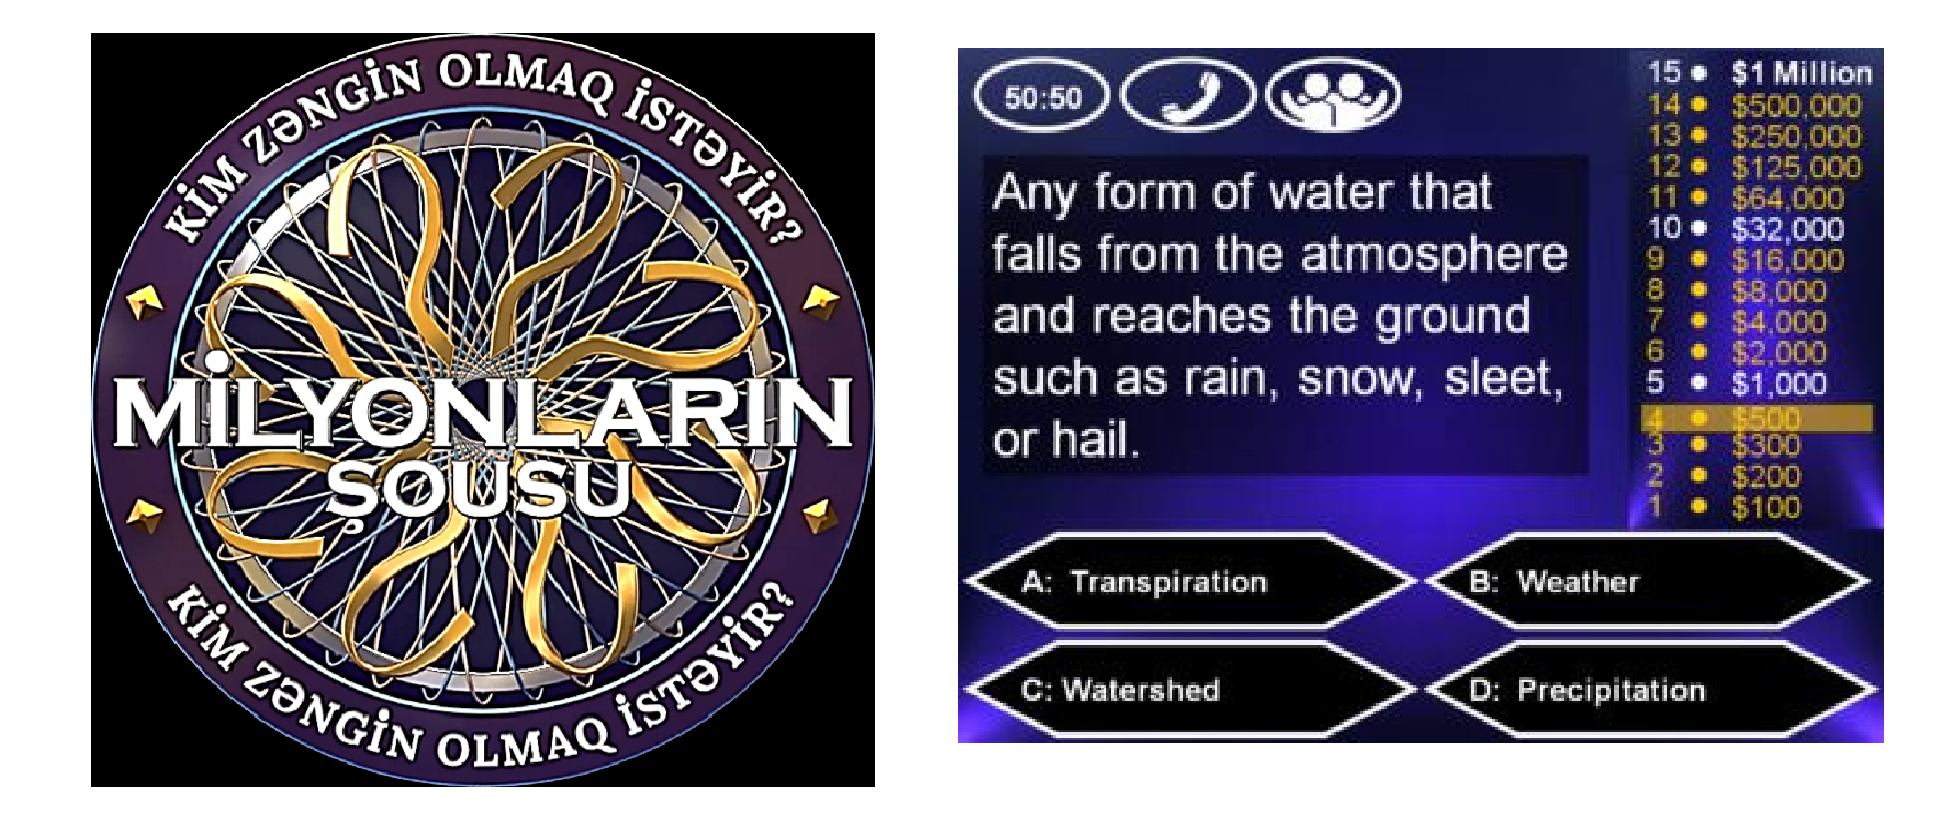 KİM ZƏNGİN OLMAQ İSTƏYİR?
MİLYONLARIN
ŞOUSU
KİM ZƏNGİN OLMAQ İSTƏYİR?
50:50
15 • $1 Million
14 • $500,000
13 • $250,000
12 • $125,000
11 • $64,000
10 • $32,000
9 • $16,000
8 • $8,000
7 • $4,000
6 • $2,000
5 • $1,000
4 • $500
3 • $300
2 • $200
1 • $100
Any form of water that
falls from the atmosphere
and reaches the ground
such as rain, snow, sleet,
or hail.
A: Transpiration
B: Weather
C: Watershed
D: Precipitation